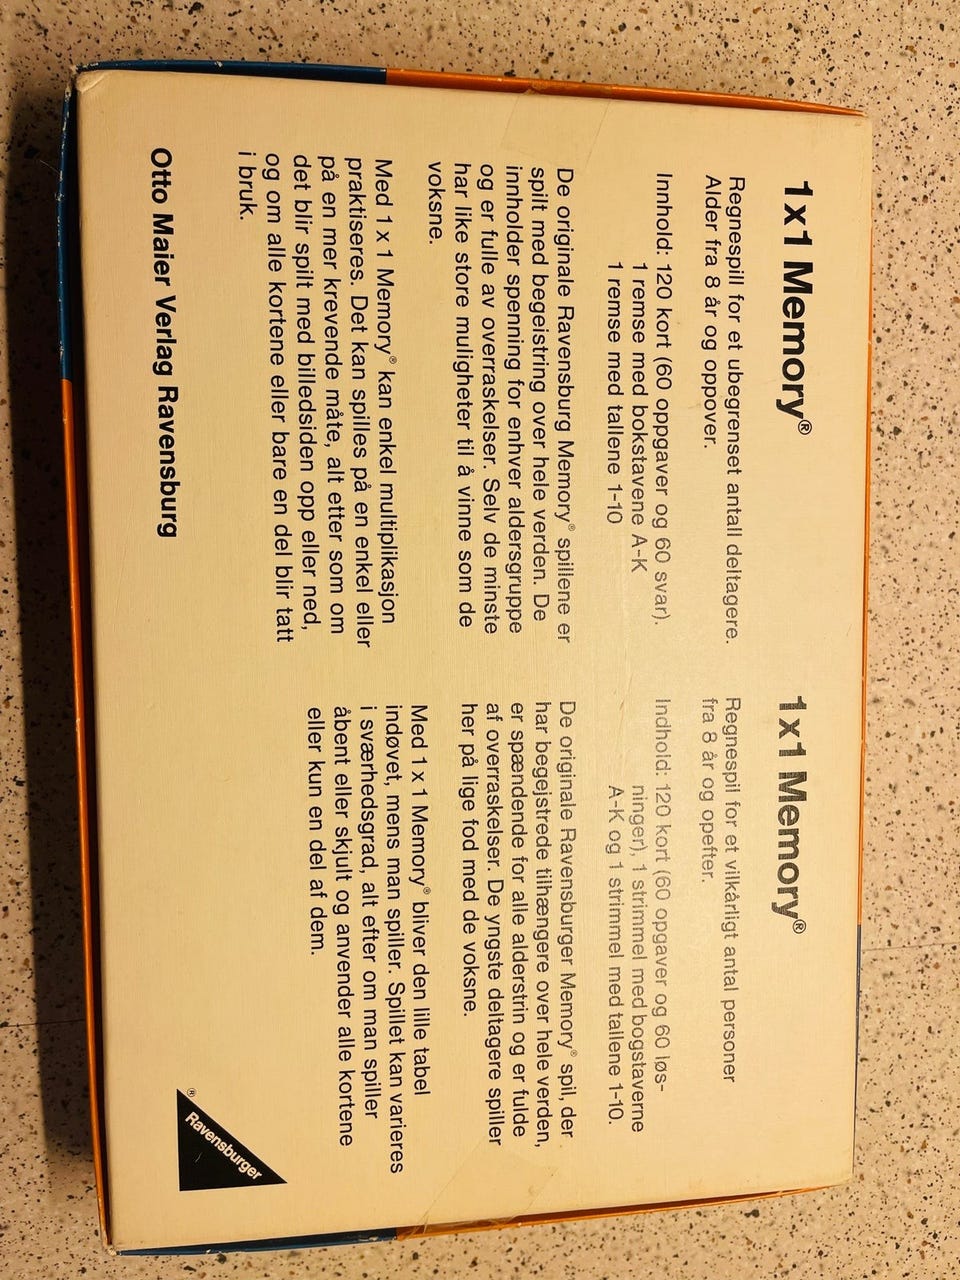 1x1 Memory®
Regnespill for et ubegrenset antall deltagere.
Alder fra 8 år og oppover.
Innhold: 120 kort (60 oppgaver og 60 svar).
1 remse med bokstavene A-K
1 remse med tallene 1-10
De originale Ravensburg Memory® spillene er
spilt med begeistring over hele verden. De
innholder spenning for enhver aldersgruppe
og er fulle av overraskelser. Selv de minste
har like store muligheter til å vinne som de
voksne.
Med 1 x 1 Memory® kan enkel multiplikasjon
praktiseres. Det kan spilles på en enkel eller
på en mer krevende måte, alt etter som om
det blir spilt med billedsiden opp eller ned,
og om alle kortene eller bare en del blir tatt
i bruk.
Otto Maier Verlag Ravensburg
1x1 Memory®
Regnespil for et vilkårligt antal personer
fra 8 år og opefter.
Indhold: 120 kort (60 opgaver og 60 løs-
ninger), 1 strimmel med bogstaverne
A-K og 1 strimmel med tallene 1-10.
De originale Ravensburger Memory® spil, der
har begejstrede tilhængere over hele verden,
er spændende for alle alderstrin og er fulde
af overraskelser. De yngste deltagere spiller
her på lige fod med de voksne.
Med 1 x 1 Memory® bliver den lille tabel
indøvet, mens man spiller. Spillet kan varieres
i sværhedsgrad, alt efter om man spiller
åbent eller skjult og anvender alle kortene
eller kun en del af dem.
® Ravensburger